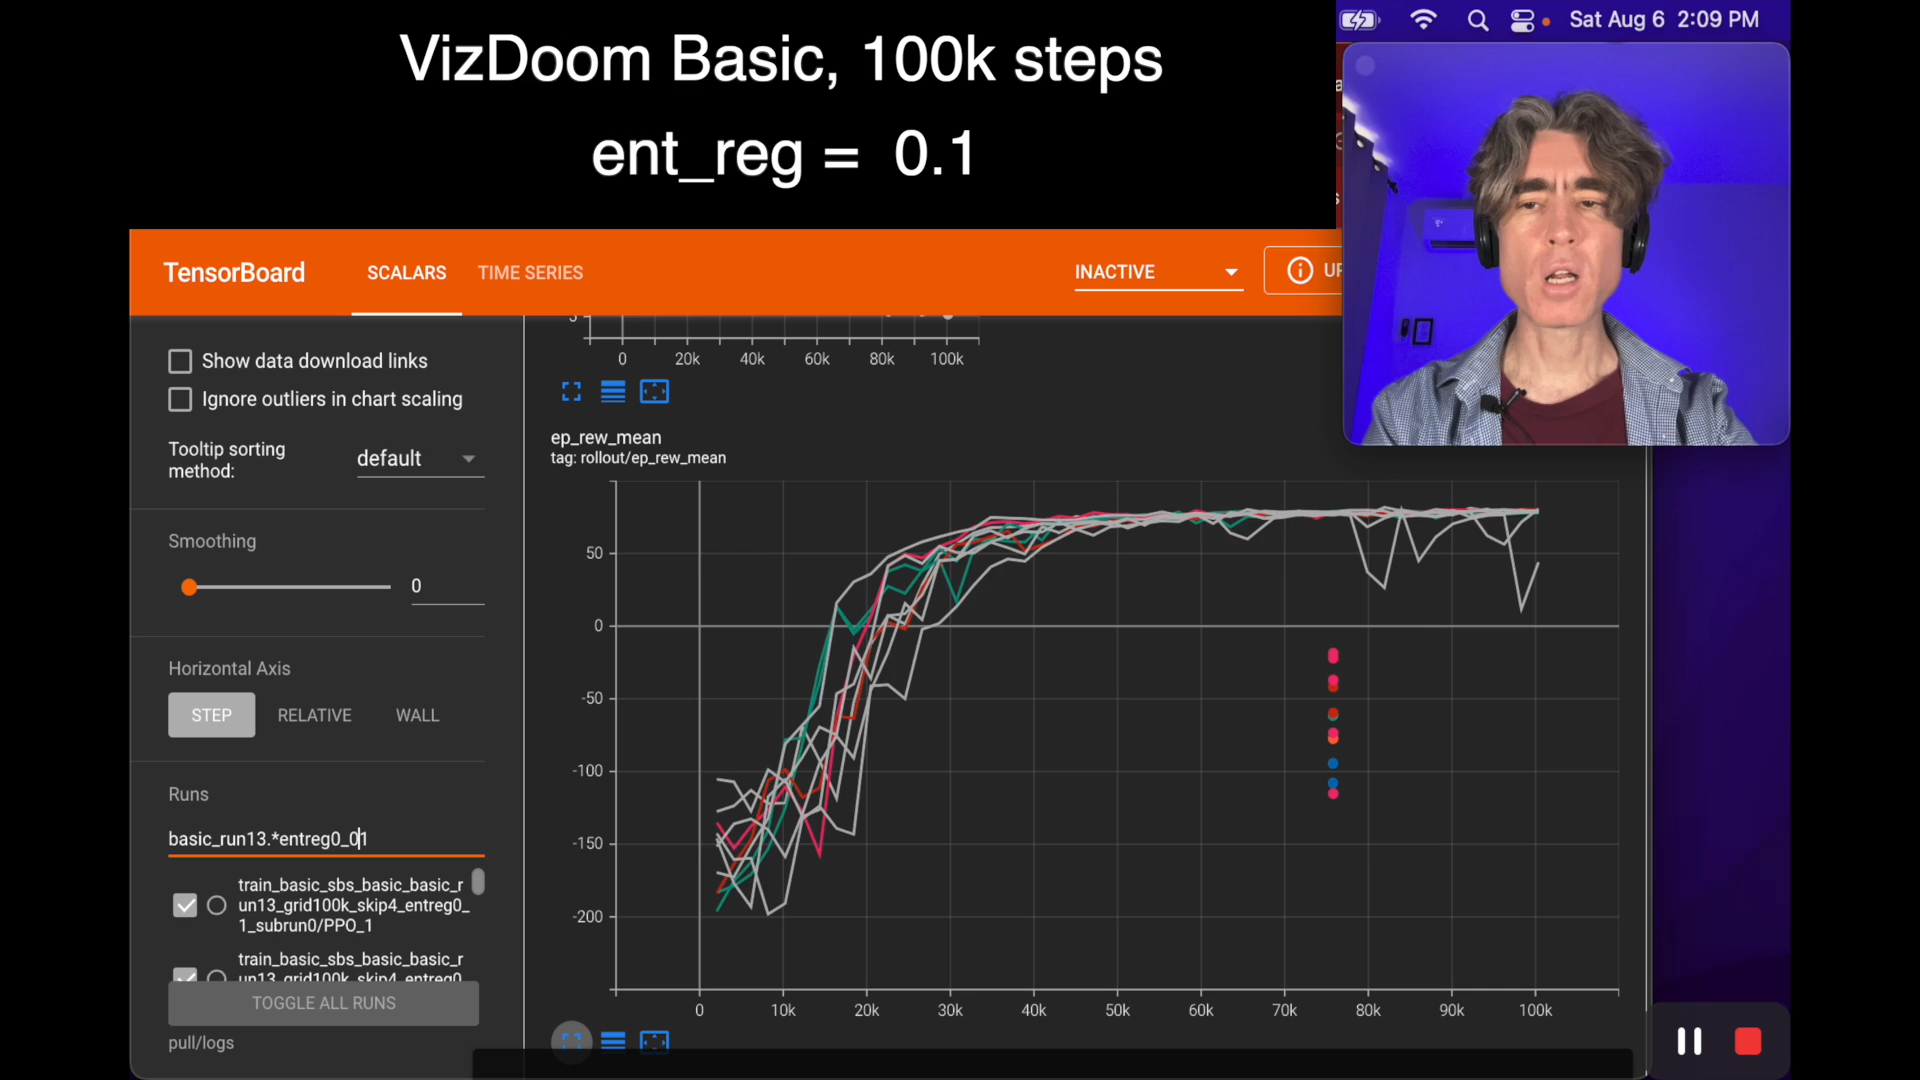 VizDoom Basic, 100k steps
ent_reg = 0.1
Sat Aug 6 2:09 PM
TensorBoard
SCALARS
TIME SERIES
INACTIVE
Show data download links
Ignore outliers in chart scaling
Tooltip sorting
method:
default
Smoothing
0
Horizontal Axis
STEP
RELATIVE
WALL
Runs
basic_run13.*entreg0_01
train_basic_sbs_basic_basic_r
un13_grid100k_skip4_entreg0_
1_subrun0/PPO_1
train_basic_sbs_basic_basic_r
un13_grid100k_skip4_entreg0
TOGGLE ALL RUNS
pull/logs
0 20k 40k 60k 80k 100k
ep_rew_mean
tag: rollout/ep_rew_mean
50
0
-50
-100
-150
-200
0 10k 20k 30k 40k 50k 60k 70k 80k 90k 100k